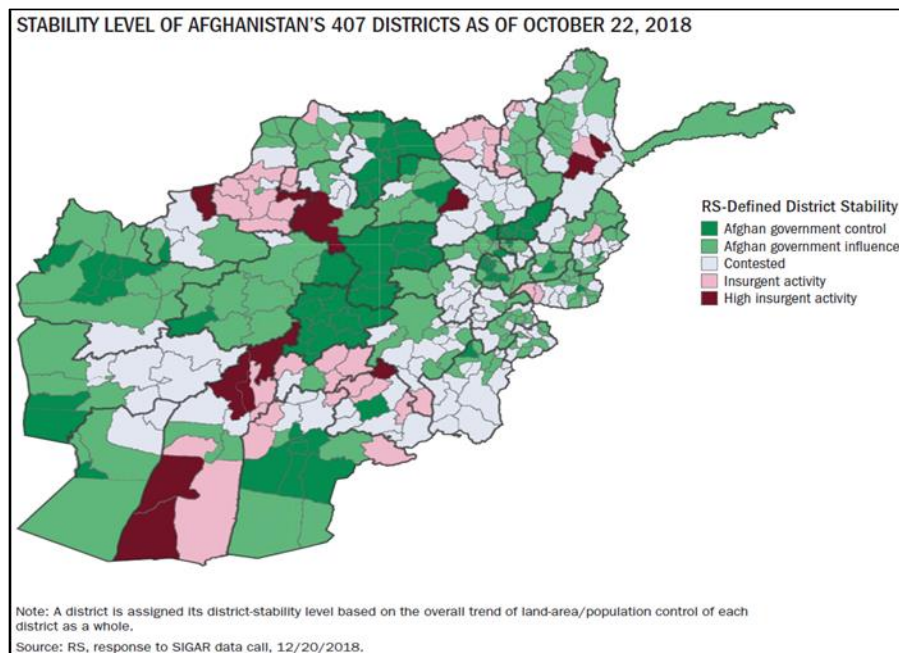 STABILITY LEVEL OF AFGHANISTAN'S 407 DISTRICTS AS OF OCTOBER 22, 2018
RS-Defined District Stability
Afghan government control
Afghan government influence
Contested
Insurgent activity
High insurgent activity
Note: A district is assigned its district-stability level based on the overall trend of land-area/population control of each
district as a whole.
Source: RS, response to SIGAR data call, 12/20/2018.